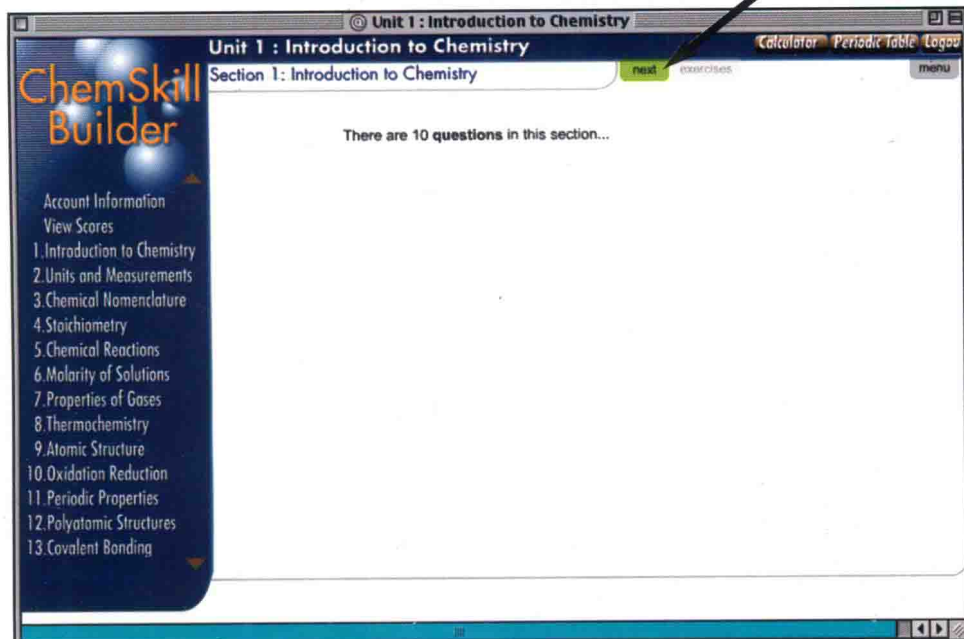 Unit 1 : Introduction to Chemistry
Unit 1 : Introduction to Chemistry
Calculator Periodic Table Logou
Section 1: Introduction to Chemistry
next exercises menu
ChemSkill
Builder
There are 10 questions in this section...
Account Information
View Scores
1.Introduction to Chemistry
2.Units and Measurements
3.Chemical Nomenclature
4.Stoichiometry
5.Chemical Reactions
6.Molarity of Solutions
7.Properties of Gases
8.Thermochemistry
9.Atomic Structure
10.Oxidation Reduction
11.Periodic Properties
12.Polyatomic Structures
13.Covalent Bonding